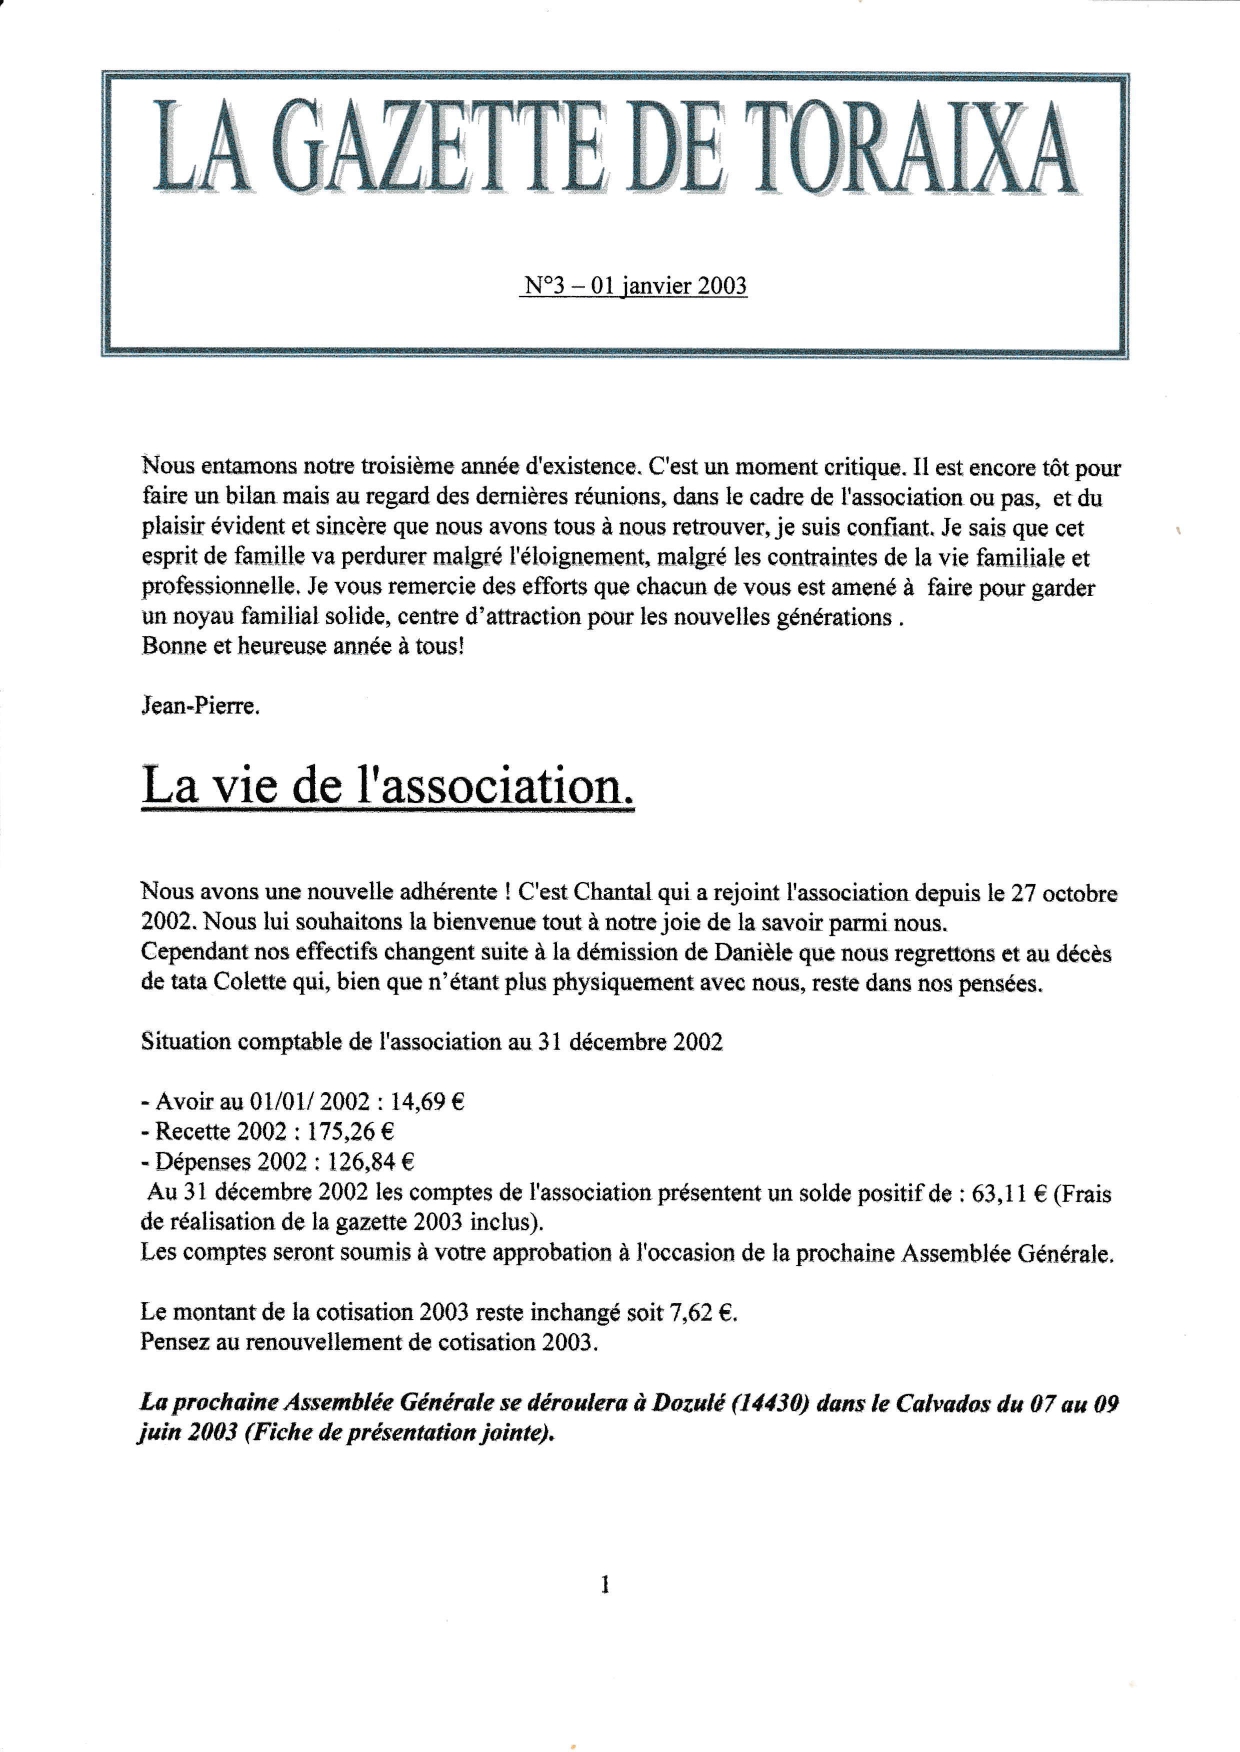 LA GAZETTE DE TORAIXA
N°3 – 01 janvier 2003
Nous entamons notre troisième année d'existence. C'est un moment critique. Il est encore tôt pour
faire un bilan mais au regard des dernières réunions, dans le cadre de l'association ou pas, et du
plaisir évident et sincère que nous avons tous à nous retrouver, je suis confiant. Je sais que cet
esprit de famille va perdurer malgré l'éloignement, malgré les contraintes de la vie familiale et
professionnelle. Je vous remercie des efforts que chacun de vous est amené à faire pour garder
un noyau familial solide, centre d’attraction pour les nouvelles générations .
Bonne et heureuse année à tous!
Jean-Pierre.
La vie de l'association.
Nous avons une nouvelle adhérente ! C'est Chantal qui a rejoint l'association depuis le 27 octobre
2002. Nous lui souhaitons la bienvenue tout à notre joie de la savoir parmi nous.
Cependant nos effectifs changent suite à la démission de Danièle que nous regrettons et au décès
de tata Colette qui, bien que n’étant plus physiquement avec nous, reste dans nos pensées.
Situation comptable de l'association au 31 décembre 2002
- Avoir au 01/01/ 2002 : 14,69 €
- Recette 2002 : 175,26 €
- Dépenses 2002 : 126,84 €
Au 31 décembre 2002 les comptes de l'association présentent un solde positif de : 63,11 € (Frais
de réalisation de la gazette 2003 inclus).
Les comptes seront soumis à votre approbation à l'occasion de la prochaine Assemblée Générale.
Le montant de la cotisation 2003 reste inchangé soit 7,62 €.
Pensez au renouvellement de cotisation 2003.
La prochaine Assemblée Générale se déroulera à Dozulé (14430) dans le Calvados du 07 au 09
juin 2003 (Fiche de présentation jointe).
1